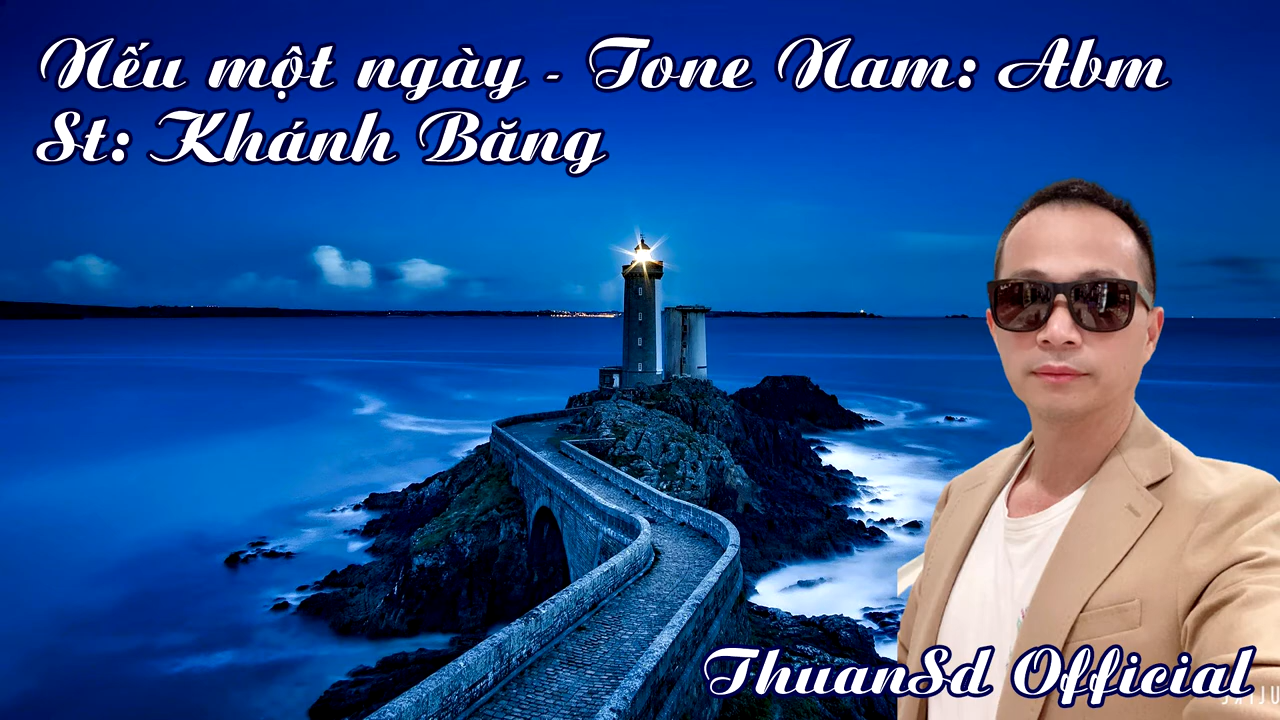 Nếu một ngày - Tone Nam: Abm
St: Khánh Băng
ThuanSd Official